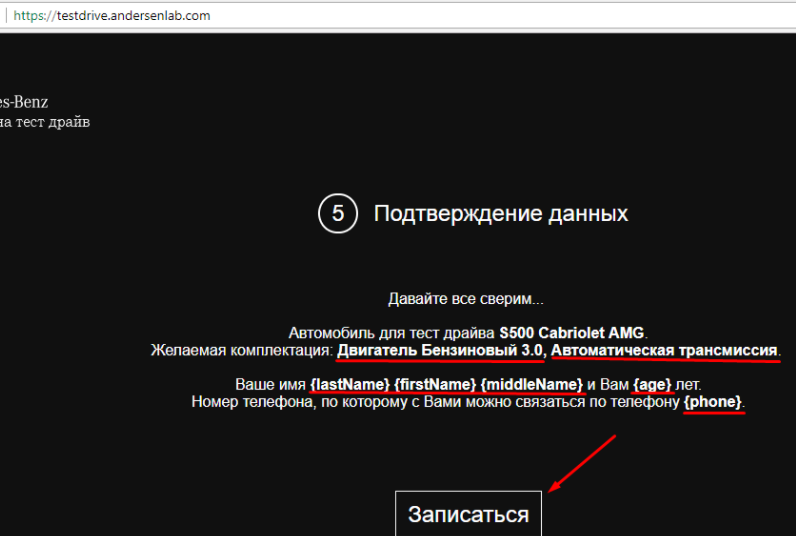 https://testdrive.andersenlab.com
es-Benz
на тест драйв
5 Подтверждение данных
Давайте все сверим...
Автомобиль для тест драйва S500 Cabriolet AMG.
Желаемая комплектация: Двигатель Бензиновый 3.0, Автоматическая трансмиссия.
Ваше имя {lastName} {firstName} {middleName} и Вам {age} лет.
Номер телефона, по которому с Вами можно связаться по телефону {phone}.
Записаться